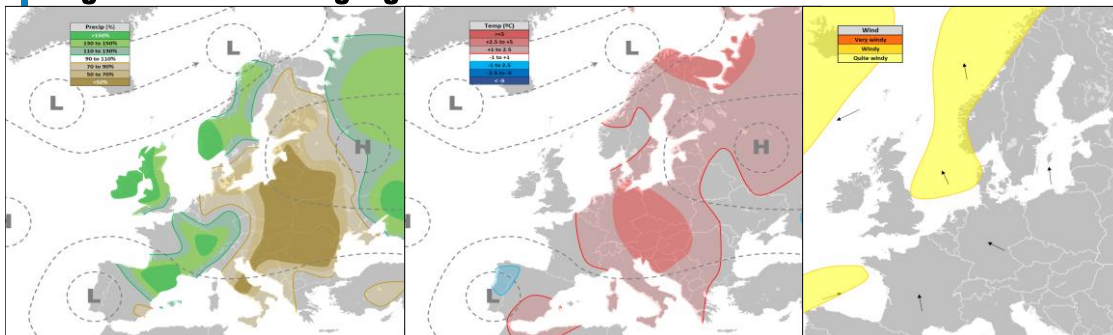 Precip (%)
>150%
130 to 150%
110 to 130%
90 to 110%
70 to 90%
50 to 70%
<50%
L
L
H
H
L
Temp (ºC)
>+5
+2.5 to +5
+1 to 2.5
-1 to +1
-1 to 2.5
-2.5 to -5
< -5
L
L
H
L
Wind
Very windy
Windy
Quite windy